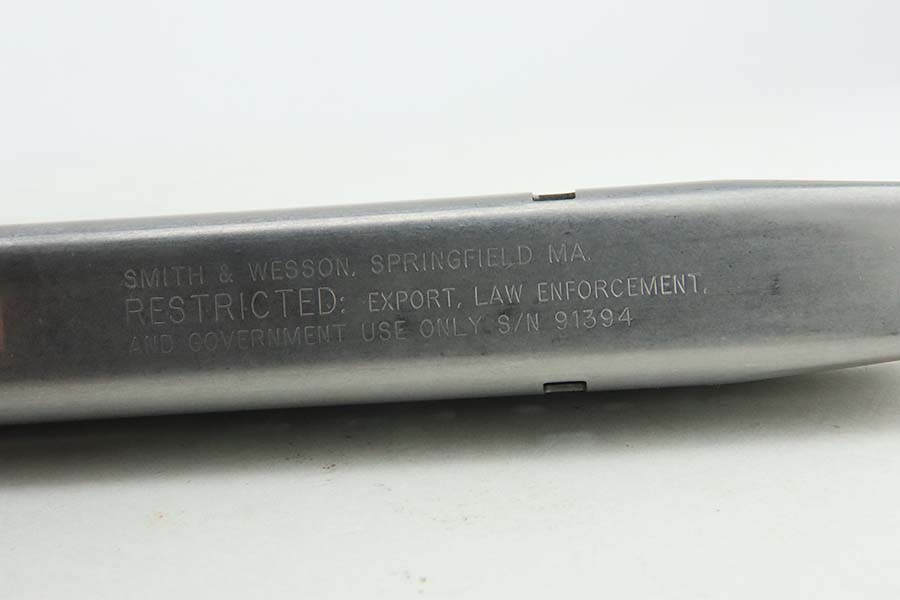 SMITH & WESSON, SPRINGFIELD MA.
RESTRICTED: EXPORT, LAW ENFORCEMENT,
AND GOVERNMENT USE ONLY S/N 91394